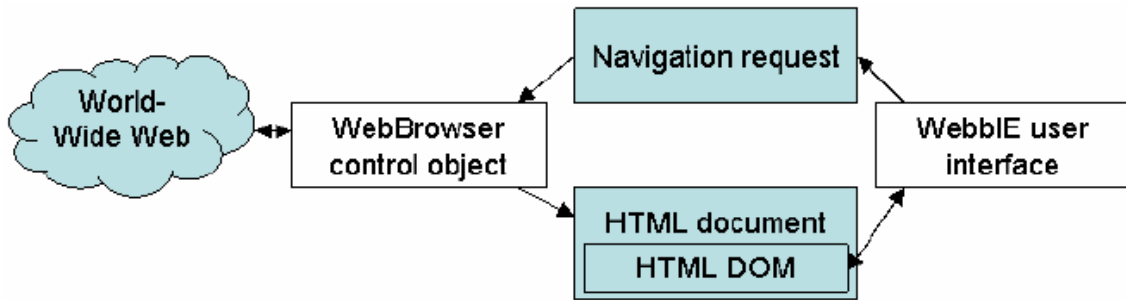 World-
Wide Web
WebBrowser
control object
Navigation request
HTML document
HTML DOM
WebbIE user
interface